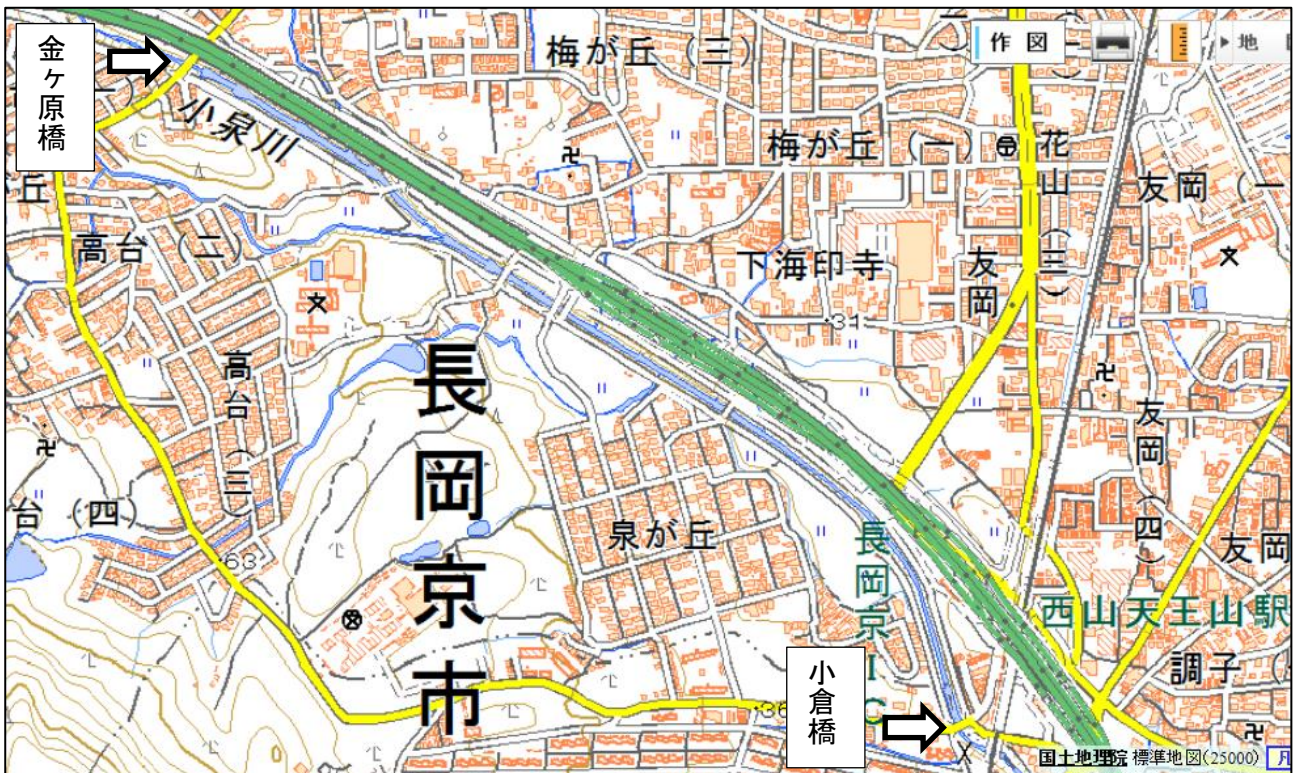 金ヶ原橋
作図
地
梅が丘（三）
小泉川
梅が丘（一）
花山（三）
友岡（一
丘
高台（二）
下海印寺
友岡
・31
長岡京市
高台（三）
友岡（四）
台（四）
泉が丘
長岡京IC
友岡
・63
西山天王山駅
小倉橋
調子（
・36
国土地理院 標準地図(25000)
凡